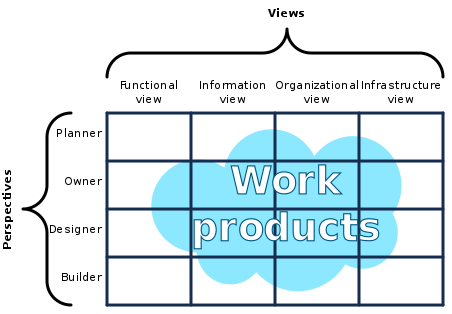 Views
Functional view
Information view
Organizational view
Infrastructure view
Perspectives
Planner
Owner
Designer
Builder
Work
products